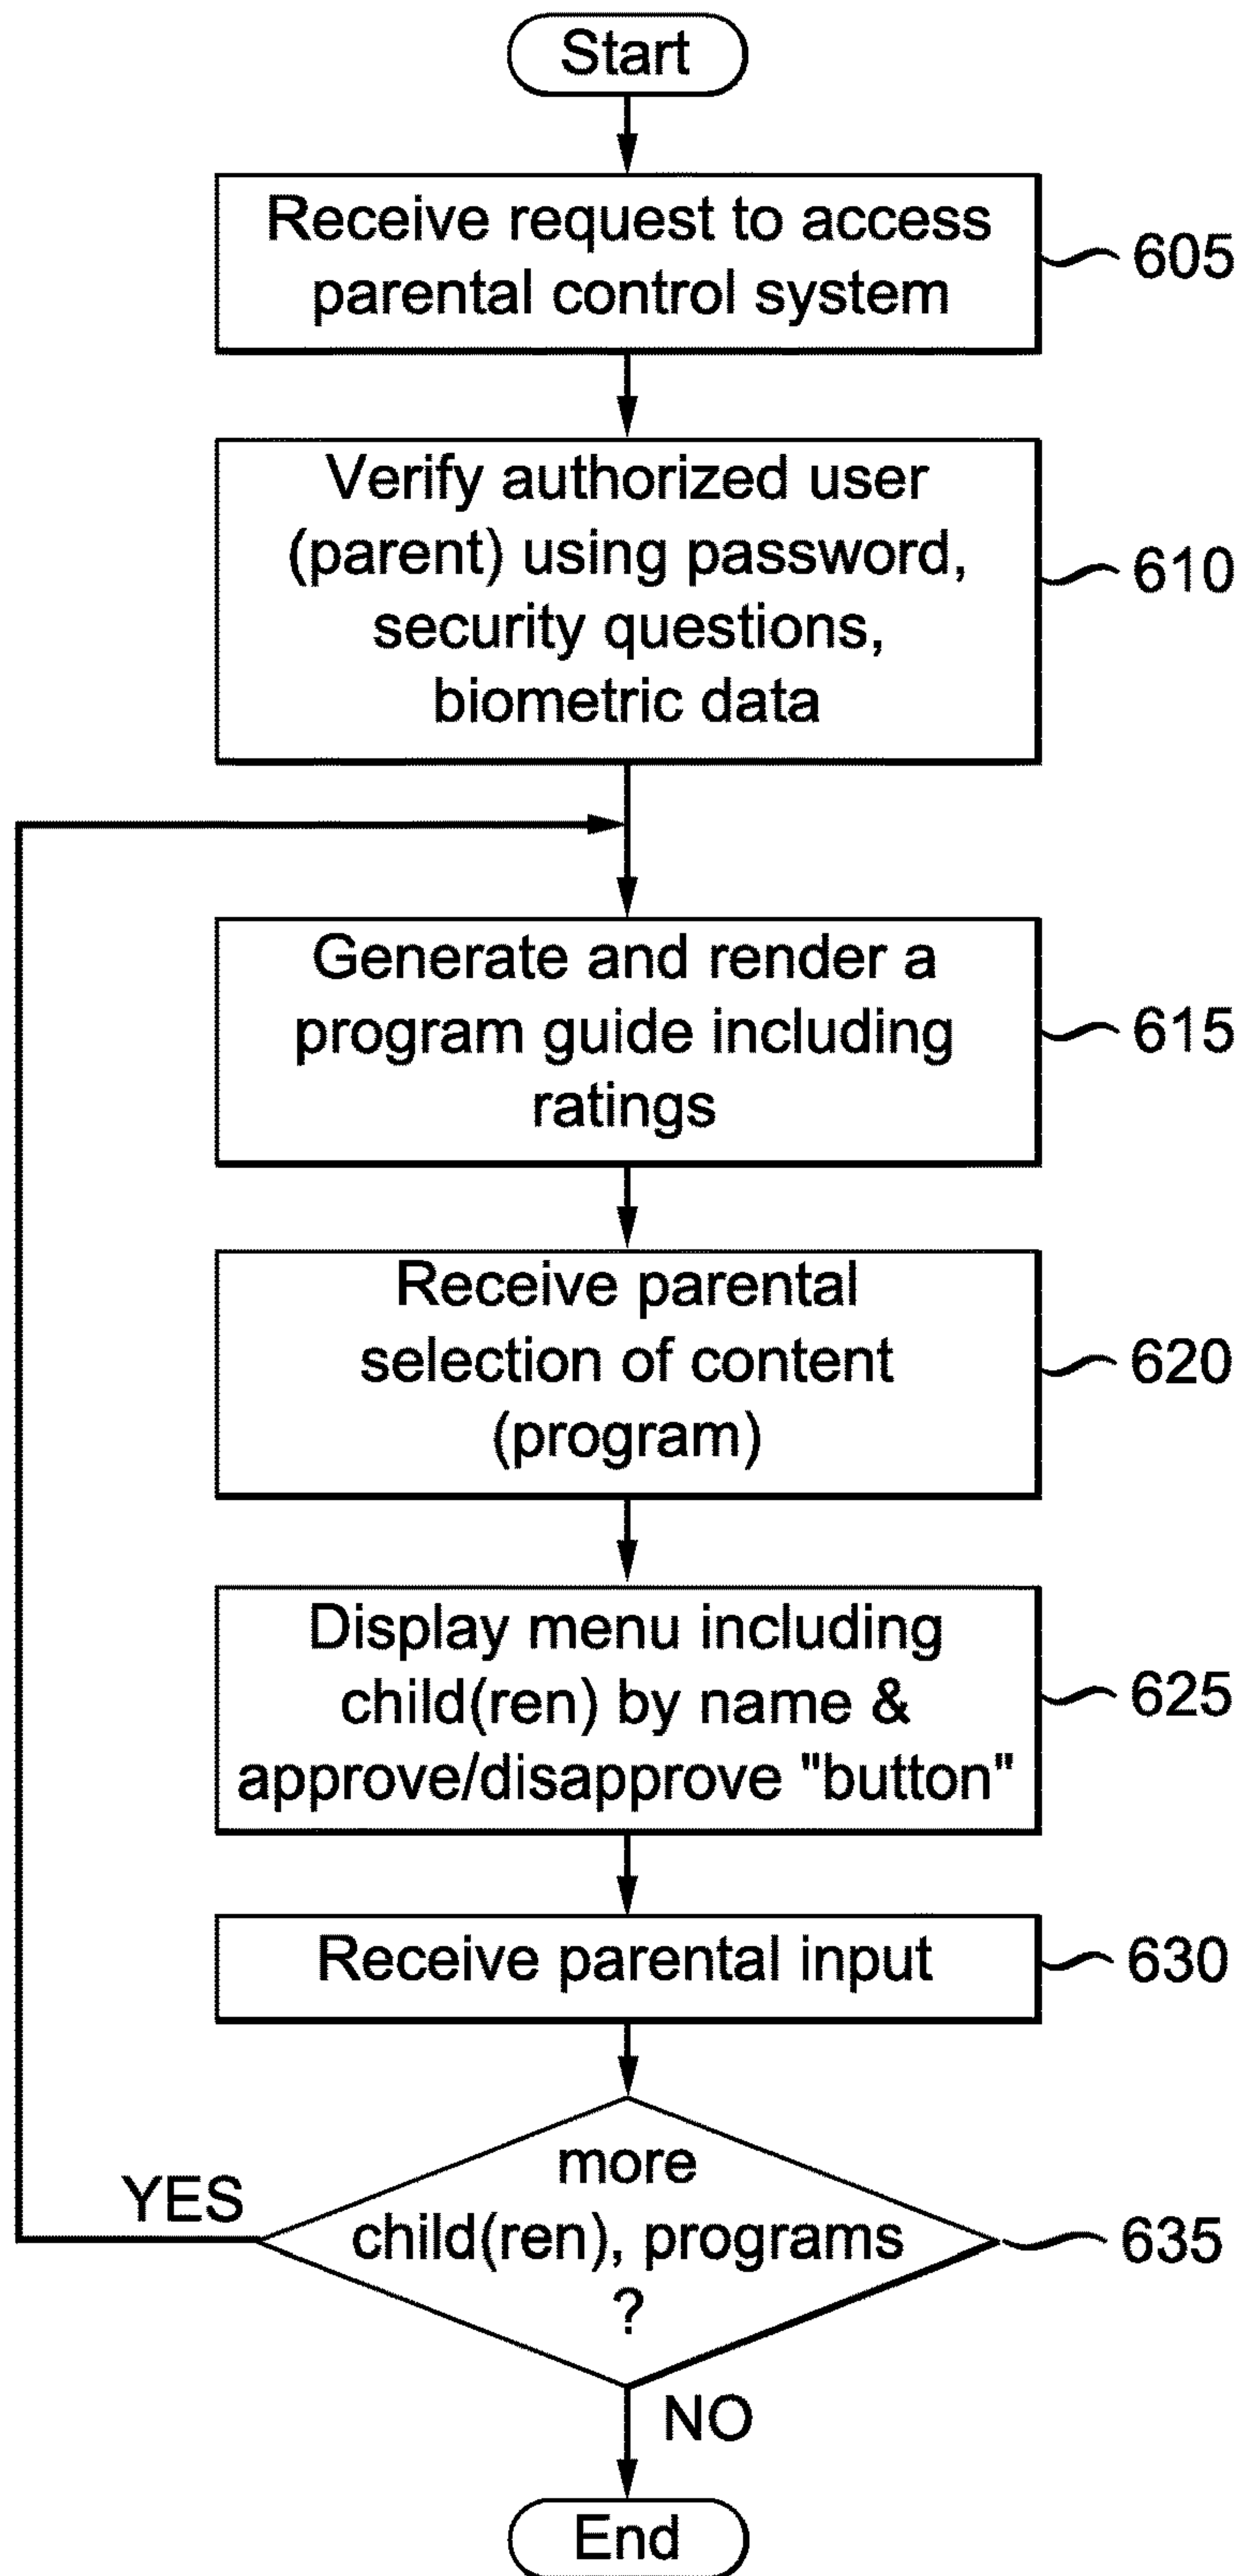 Start
Receive request to access
parental control system
605
Verify authorized user
(parent) using password,
security questions,
biometric data
610
Generate and render a
program guide including
ratings
615
Receive parental
selection of content
(program)
620
Display menu including
child(ren) by name &
approve/disapprove "button"
625
Receive parental input
630
more
child(ren), programs
?
635
YES
NO
End